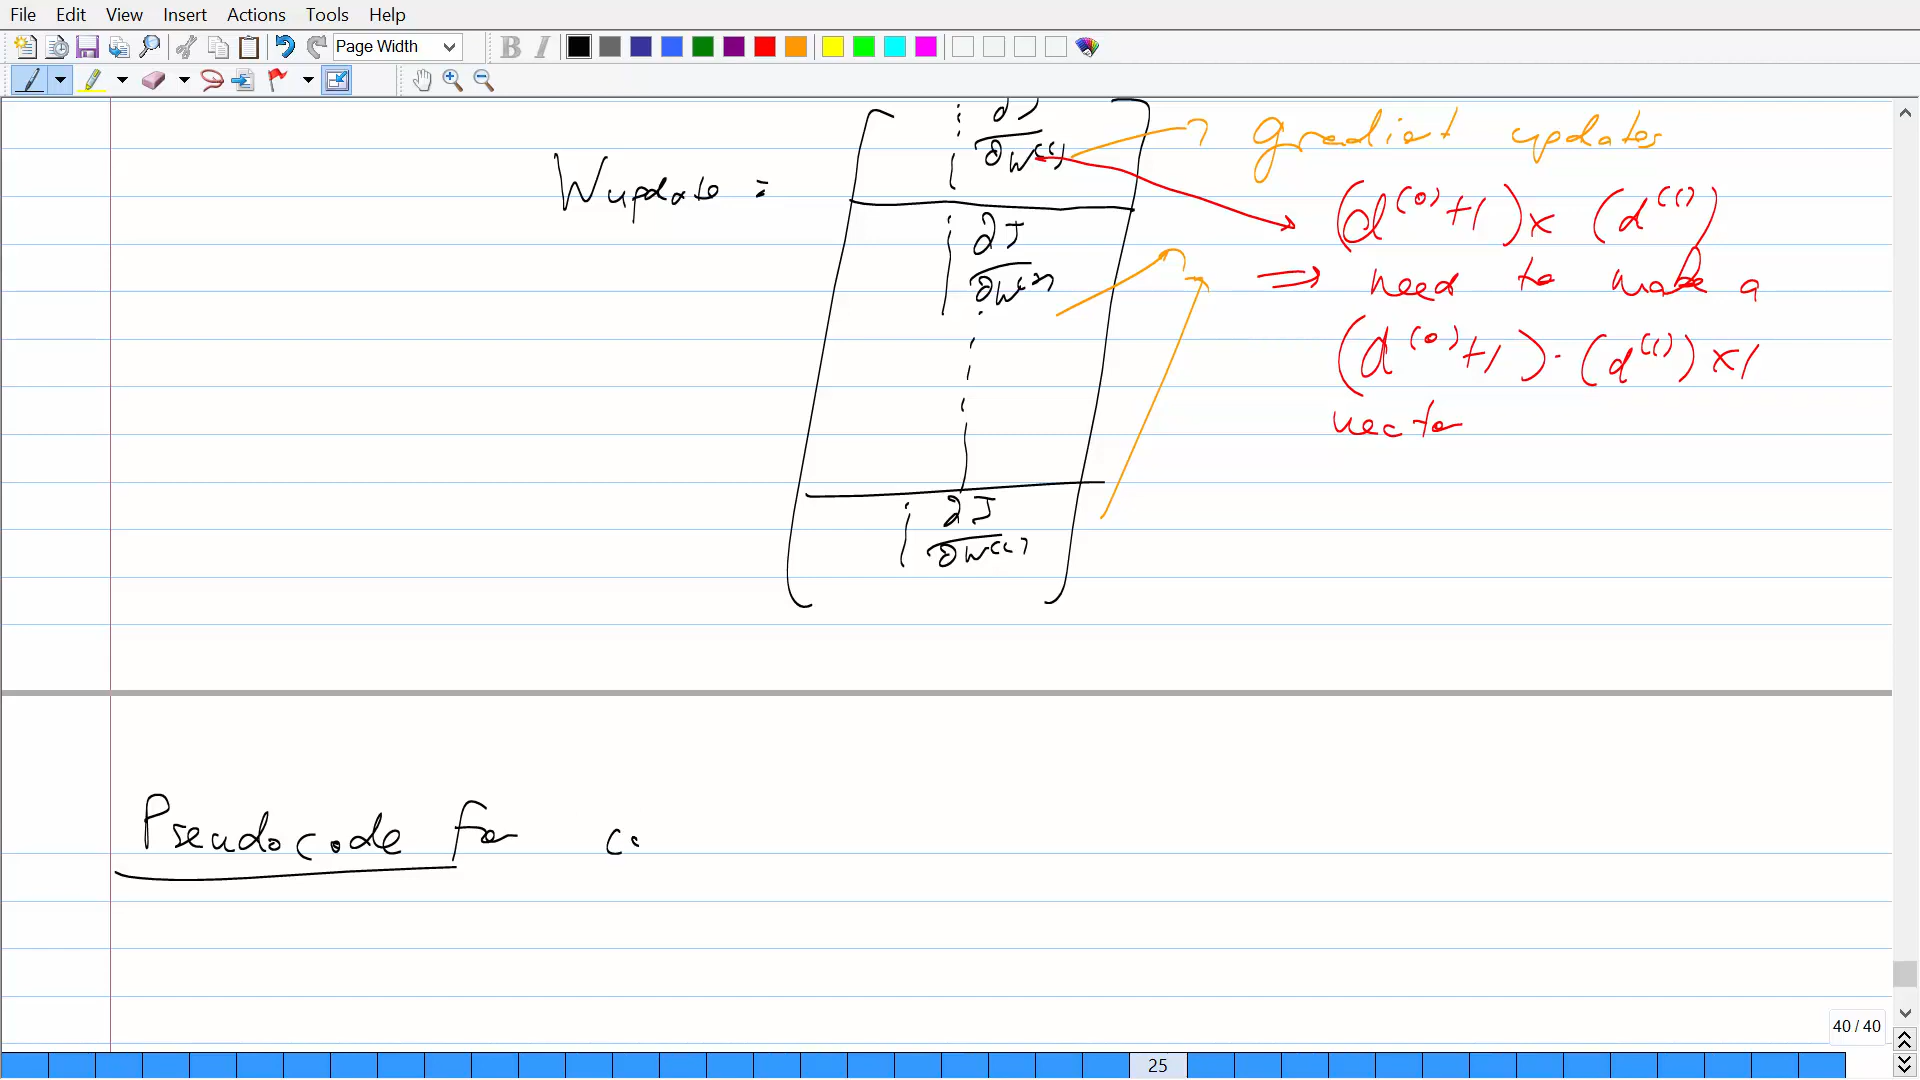 File Edit View Insert Actions Tools Help
Page Width B I
∂J
∂W(1) gradient updates
Wupdate =
(d(0)+1) × (d(1))
∂J
∂W(2) ⇒ need to make a
(d(0)+1)·(d(1)) ×1
vector
∂J
∂W(L)
Pseudocode for co
40 / 40
25